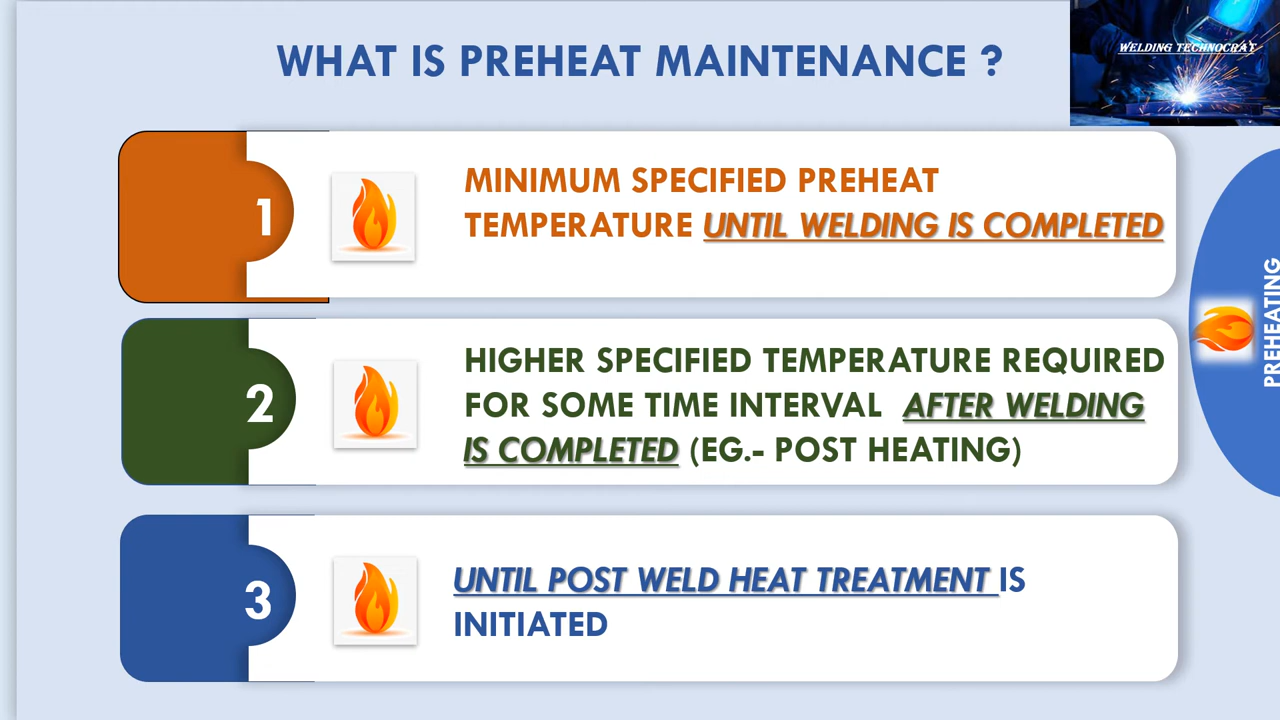 WHAT IS PREHEAT MAINTENANCE ?
WELDING TECHNOCRAT
1
MINIMUM SPECIFIED PREHEAT
TEMPERATURE UNTIL WELDING IS COMPLETED
2
HIGHER SPECIFIED TEMPERATURE REQUIRED
FOR SOME TIME INTERVAL AFTER WELDING
IS COMPLETED (EG.- POST HEATING)
3
UNTIL POST WELD HEAT TREATMENT IS
INITIATED
PREHEATING